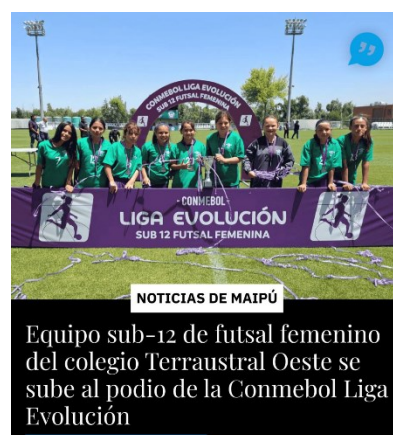 CONMEBOL LIGA EVOLUCIÓN
SUB 12 FUTSAL FEMENINA
- CONMEBOL -
LIGA EVOLUCIÓN
SUB 12 FUTSAL FEMENINA
NOTICIAS DE MAIPÚ
Equipo sub-12 de futsal femenino
del colegio Terraustral Oeste se
sube al podio de la Conmebol Liga
Evolución